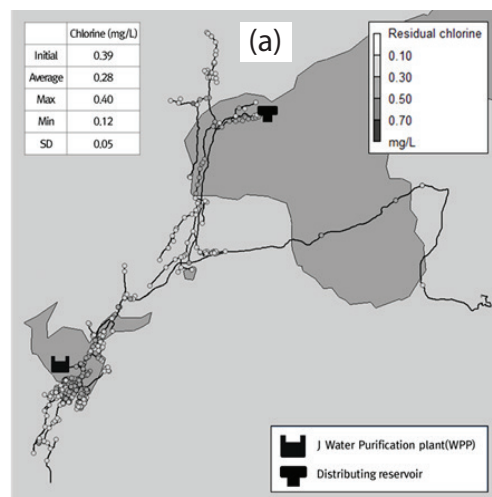 (a)
Chlorine (mg/L)
Initial 0.39
Average 0.28
Max 0.40
Min 0.12
SD 0.05
Residual chlorine
0.10
0.30
0.50
0.70
mg/L
J Water Purification plant(WPP)
Distributing reservoir